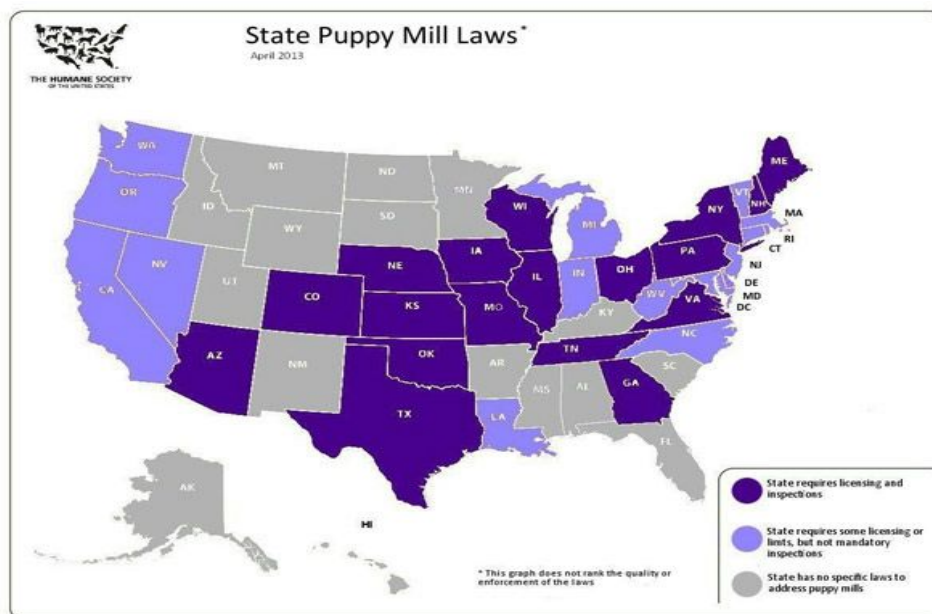 State Puppy Mill Laws*
April 2013
THE HUMANE SOCIETY
OF THE UNITED STATES
WA
MT
ND
MN
ME
OR
ID
SD
WI
MI
NY
VT
NH
MA
WY
RI
CT
IA
PA
NE
NV
UT
IL
IN
OH
NJ
CA
CO
DE
MD
DC
WV
VA
KS
MO
KY
NC
TN
AZ
NM
OK
AR
SC
MS
AL
GA
TX
LA
FL
AK
HI
State requires licensing and
inspections
State requires some licensing or
limits, but not mandatory
inspections
State has no specific laws to
address puppy mills
* This graph does not rank the quality or
enforcement of the laws